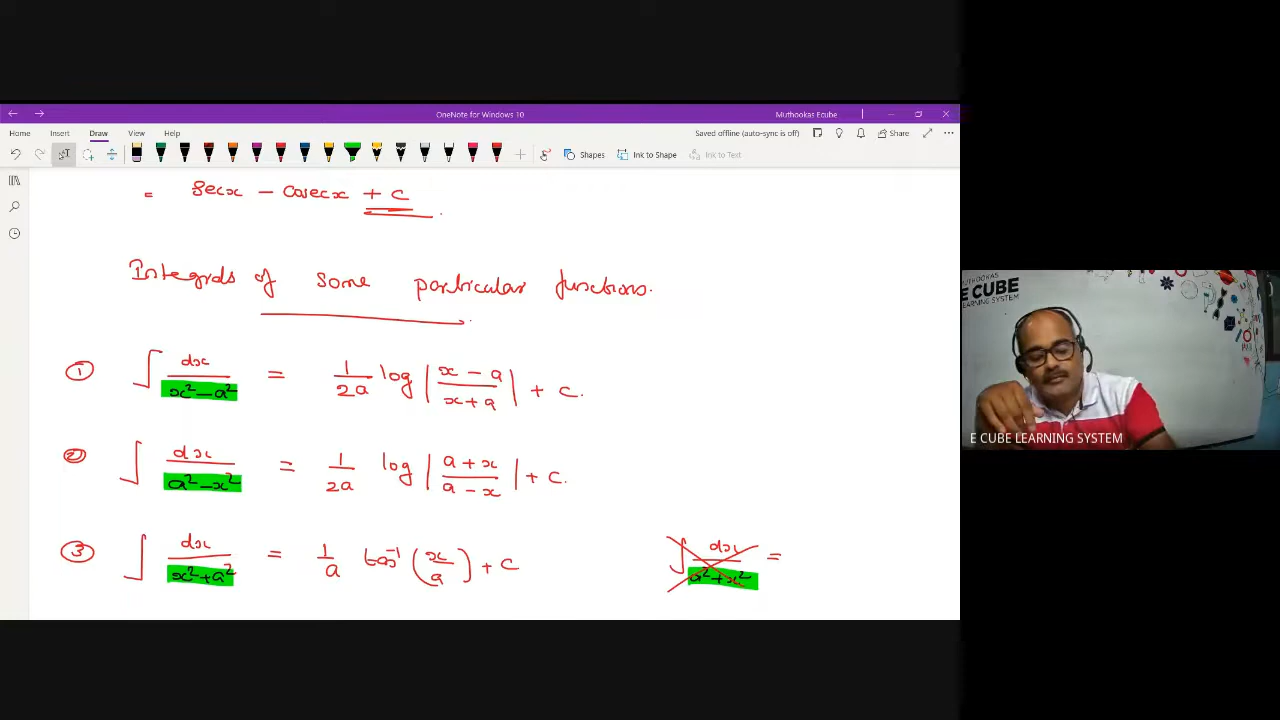 OneNote for Windows 10
Muthookas Ecube
Home Insert Draw View Help
Saved offline (auto-sync is off)
Share
Shapes
Ink to Shape
Ink to Text
= secx - cosecx + c
Integrals of some particular functions.
① ∫ dx / (x² - a²) = 1/2a log | (x - a)/(x + a) | + c.
② ∫ dx / (a² - x²) = 1/2a log | (a + x)/(a - x) | + c.
③ ∫ dx / (x² + a²) = 1/a tan⁻¹ (x/a) + c
∫ dx / (a² + x²) =
MUTHOOKAS
E CUBE
LEARNING SYSTEM
E CUBE LEARNING SYSTEM